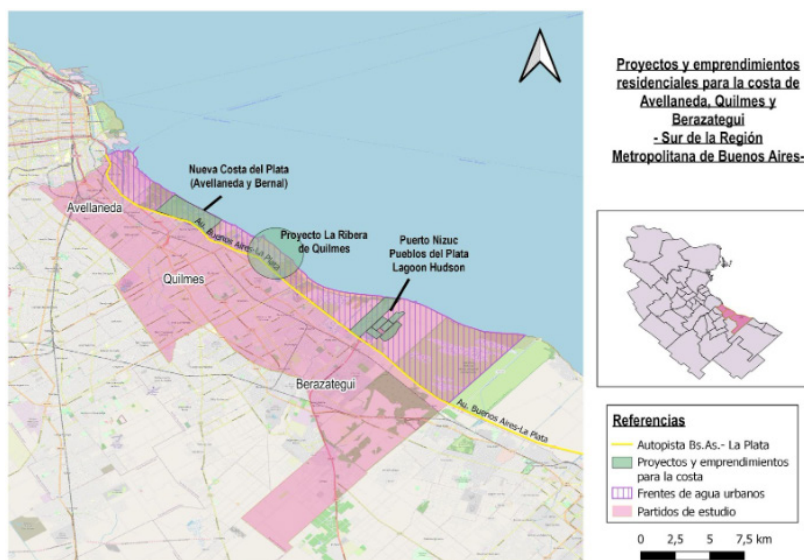 Proyectos y emprendimientos
residenciales para la costa de
Avellaneda, Quilmes y
Berazategui
- Sur de la Región
Metropolitana de Buenos Aires-
Nueva Costa del Plata
(Avellaneda y Bernal)
Avellaneda
Av. Buenos Aires-La Plata
Proyecto La Ribera
de Quilmes
Puerto Nizuc
Pueblos del Plata
Lagoon Hudson
Quilmes
Berazategui
Av. Buenos Aires-La Plata
Referencias
Autopista Bs.As.- La Plata
Proyectos y emprendimientos
para la costa
Frentes de agua urbanos
Partidos de estudio
0 2,5 5 7,5 km